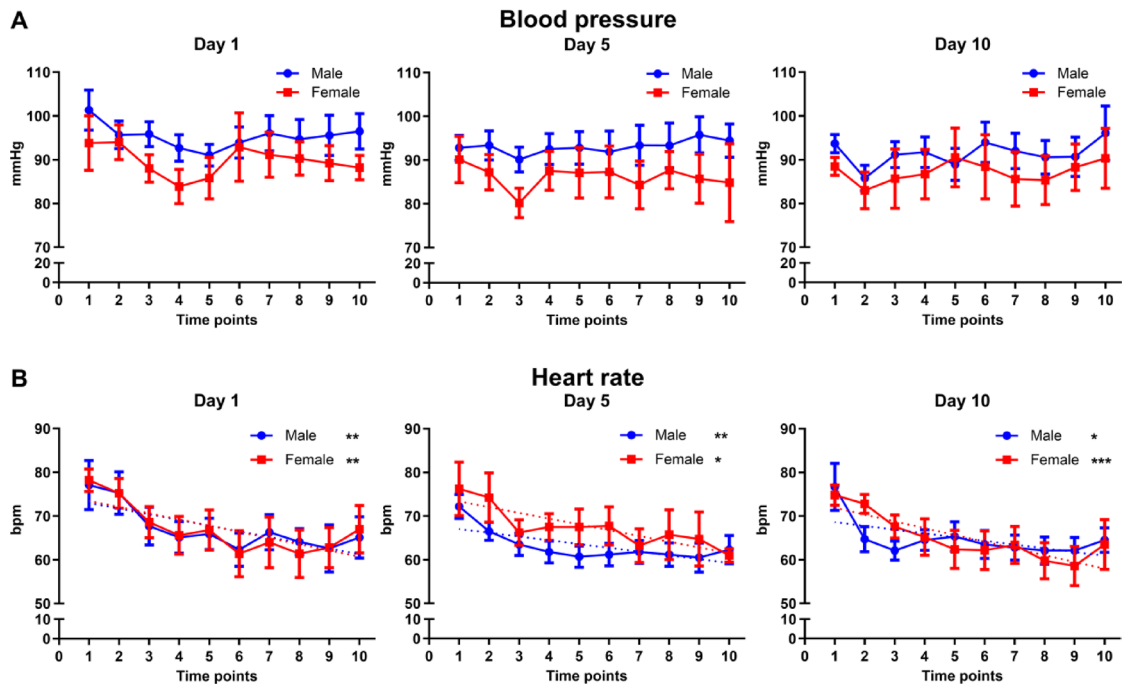 A
Blood pressure
Day 1
Day 5
Day 10
110
100
90
80
70
20
0
mmHg
Male
Female
0 1 2 3 4 5 6 7 8 9 10
Time points
110
100
90
80
70
20
0
mmHg
Male
Female
0 1 2 3 4 5 6 7 8 9 10
Time points
110
100
90
80
70
20
0
mmHg
Male
Female
0 1 2 3 4 5 6 7 8 9 10
Time points
B
Heart rate
Day 1
Day 5
Day 10
90
80
70
60
50
10
0
bpm
Male **
Female **
0 1 2 3 4 5 6 7 8 9 10
Time points
90
80
70
60
50
10
0
bpm
Male **
Female *
0 1 2 3 4 5 6 7 8 9 10
Time points
90
80
70
60
50
10
0
bpm
Male *
Female ***
0 1 2 3 4 5 6 7 8 9 10
Time points